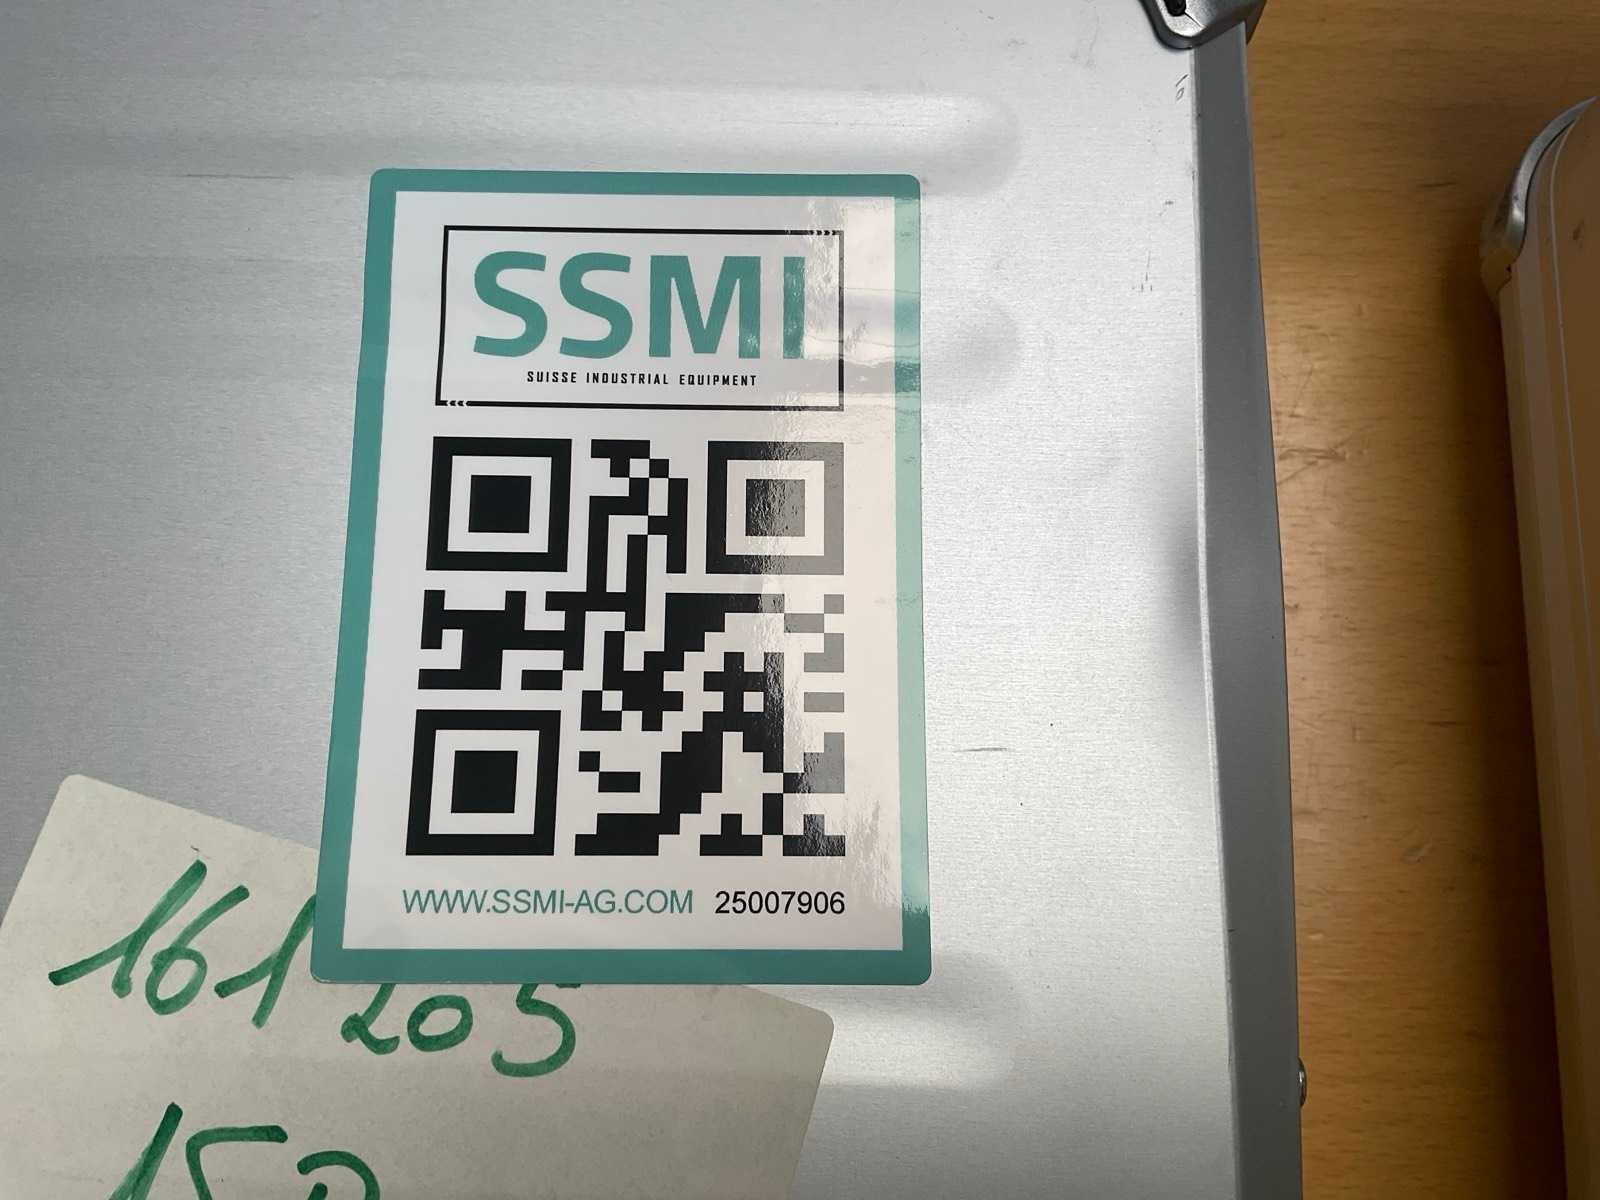 SSMI
SUISSE INDUSTRIAL EQUIPMENT
WWW.SSMI-AG.COM 25007906
161 205